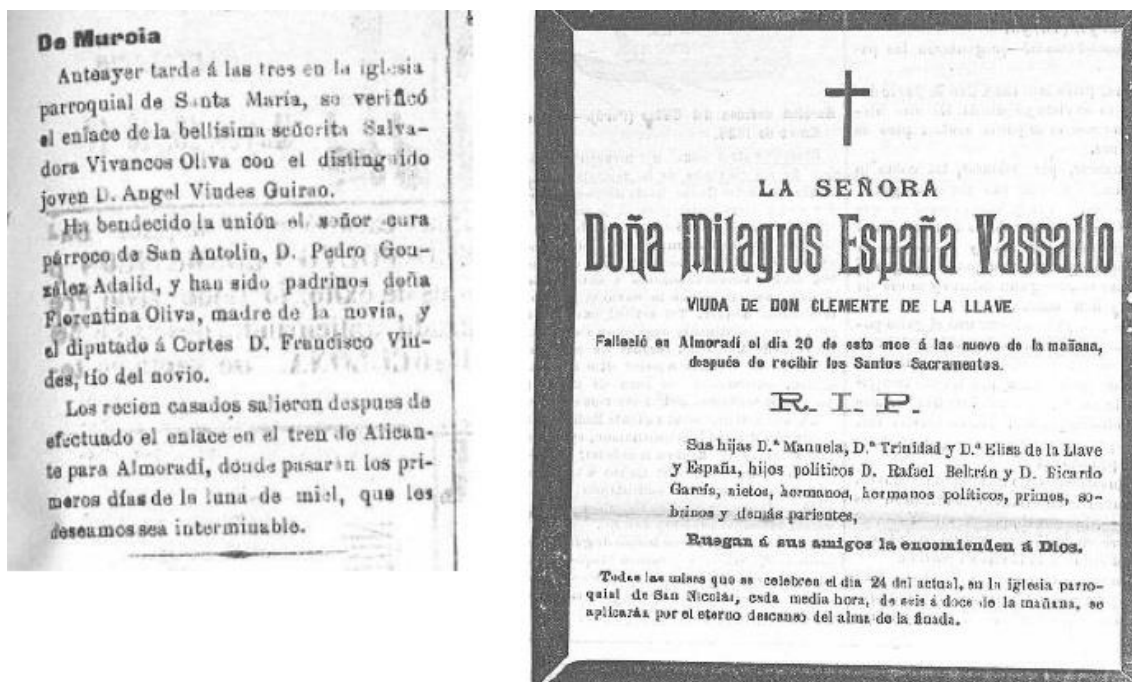 De Murcia
Anteayer tarde á las tres en la iglesia
parroquial de Santa María, se verificó
el enlace de la bellísima señorita Salva-
dora Vivancos Oliva con el distinguido
joven D. Angel Viudes Guirao.
Ha bendecido la unión el señor cura
párroco de San Antolin, D. Pedro Gon-
zález Adalid, y han sido padrinos doña
Florentina Oliva, madre de la novia, y
el diputado á Cortes D. Francisco Viu-
des, tío del novio.
Los recien casados salieron despues de
efectuado el enlace en el tren de Alican-
te para Almoradí, donde pasarán los pri-
meros días de la luna de miel, que les
deseamos sea interminable.
LA SEÑORA
Doña Milagros España Vassallo
VIUDA DE DON CLEMENTE DE LA LLAVE
Falleció en Almoradí el día 20 de este mes á las nueve de la mañana,
después de recibir los Santos Sacramentos.
R. I. P.
Sus hijas D.ª Manuela, D.ª Trinidad y D.ª Elisa de la Llave
y España, hijos políticos D. Rafael Beltrán y D. Ricardo
García, nietos, hermanos, hermanos políticos, primos, so-
brinos y demás parientes,
Ruegan á sus amigos la encomienden á Dios.
Todas las misas que se celebren el día 24 del actual, en la iglesia parro-
quial de San Nicolás, cada media hora, de seis á doce de la mañana, se
aplicarán por el eterno descanso del alma de la finada.